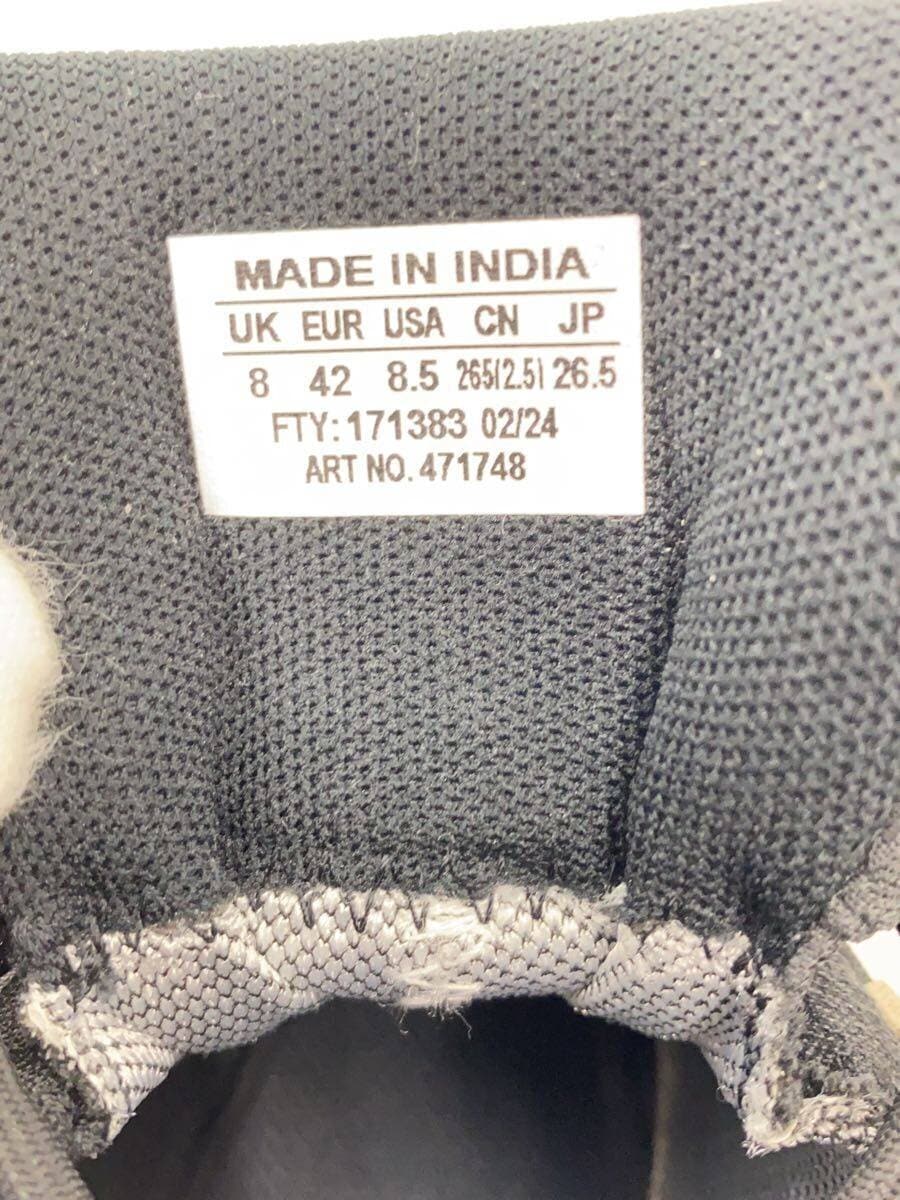 MADE IN INDIA
UK EUR USA CN JP
8 42 8.5 265(2.5) 26.5
FTY: 171383 02/24
ART NO. 471748